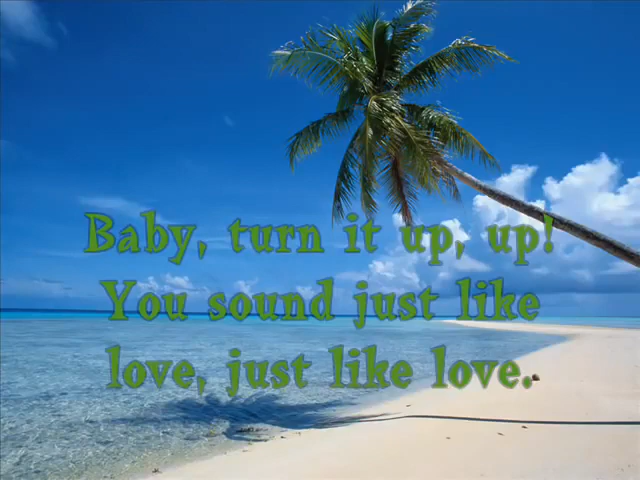 Baby, turn it up, up!
You sound just like
love, just like love.